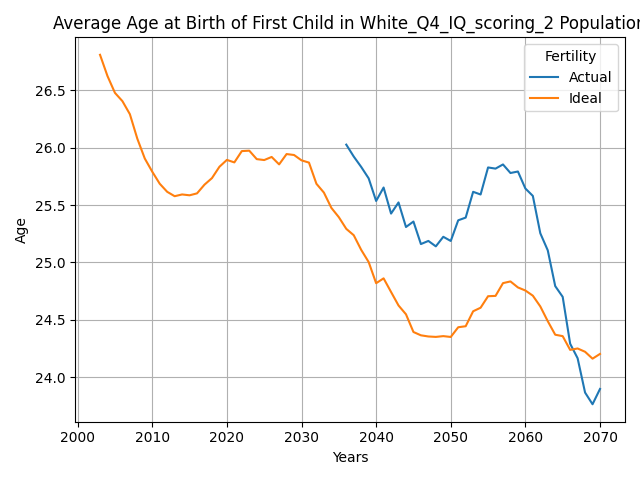 Average Age at Birth of First Child in White_Q4_IQ_scoring_2 Population
Fertility
Actual
Ideal
Age
26.5
26.0
25.5
25.0
24.5
24.0
2000
2010
2020
2030
2040
2050
2060
2070
Years